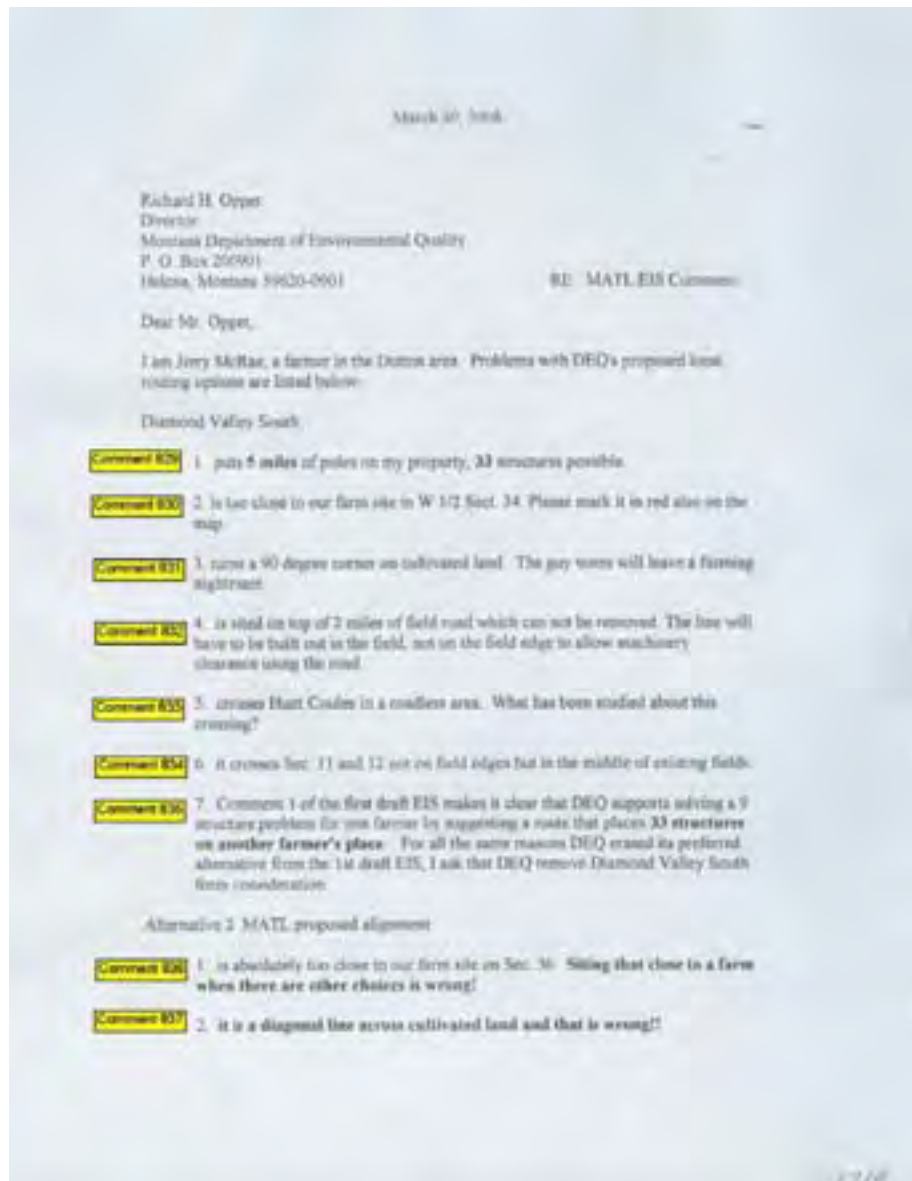 March
Richard H. Opper
Director
Montana Department of Environmental Quality
P. O. Box 200901
Helena, Montana 59620-0901
RE: MATL EIS Comment
Dear Mr. Opper,
I am Jerry McRae, a farmer in the Dutton area. Problems with DEQ's proposed local
routing options are listed below:
Diamond Valley South
Comment 829
1. puts 5 miles of poles on my property, 33 structures possible.
Comment 830
2. is too close to our farm site in W 1/2 Sect. 34. Please mark it in red also on the
map.
Comment 831
3. turns a 90 degree corner on cultivated land. The guy wires will leave a farming
nightmare.
Comment 832
4. is sited on top of 2 miles of field road which can not be removed. The line will
have to be built out in the field, not on the field edge to allow machinery
clearance using the road.
Comment 833
5. crosses Hunt Coulee in a roadless area. What has been studied about this
crossing?
Comment 834
6. it crosses Sec. 11 and 12 not on field edges but in the middle of existing fields.
Comment
7. Comment 1 of the first draft EIS makes it clear that DEQ supports solving a 9
structure problem for one farmer by suggesting a route that places 33 structures
on another farmer's place. For all the same reasons DEQ erased its preferred
alternative from the 1st draft EIS, I ask that DEQ remove Diamond Valley South
from consideration.
Alternative 2 MATL proposed alignment
Comment 836
1. is absolutely too close to our farm site on Sec. 36. Siting that close to a farm
when there are other choices is wrong!
Comment 837
2. it is a diagonal line across cultivated land and that is wrong!!